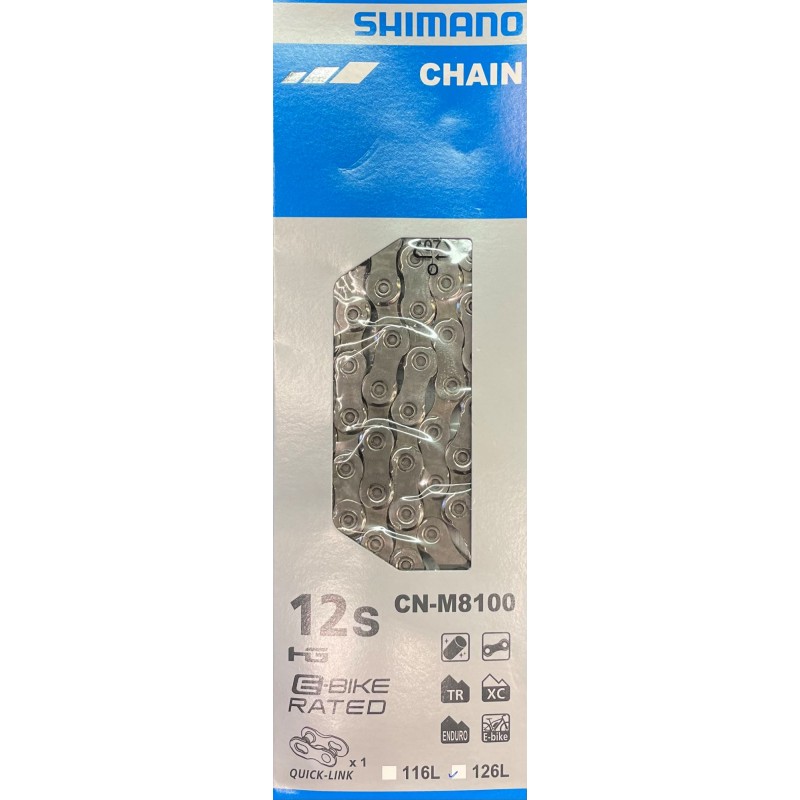 SHIMANO
CHAIN
12s
CN-M8100
HG
E-BIKE
RATED
TR
XC
ENDURO
E-bike
x 1
QUICK-LINK
116L
126L